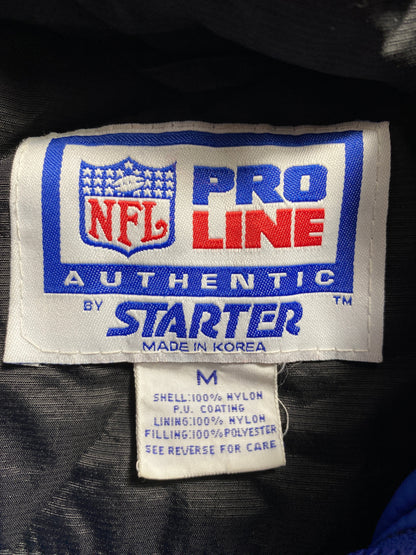 NFL
PRO
LINE
AUTHENTIC
BY STARTER ™
MADE IN KOREA
M
SHELL:100% NYLON
P.U. COATING
LINING:100% NYLON
FILLING:100% POLYESTER
SEE REVERSE FOR CARE